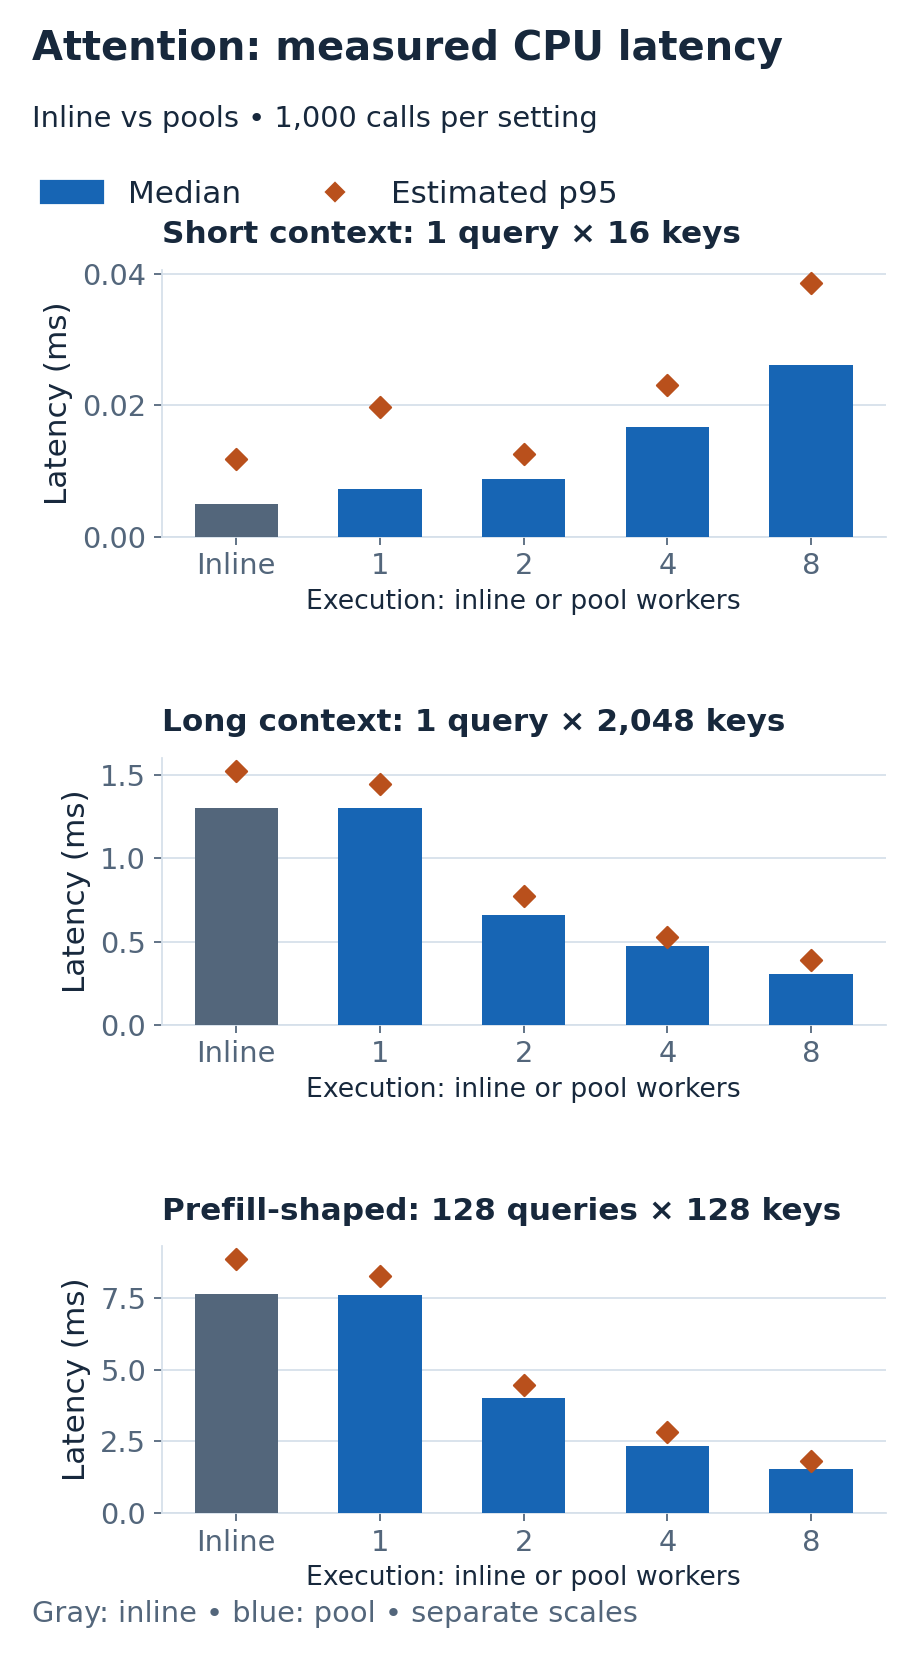 Attention: measured CPU latency
Inline vs pools • 1,000 calls per setting
Median Estimated p95
Short context: 1 query × 16 keys
Latency (ms)
0.04
0.02
0.00
Inline 1 2 4 8
Execution: inline or pool workers
Long context: 1 query × 2,048 keys
Latency (ms)
1.5
1.0
0.5
0.0
Inline 1 2 4 8
Execution: inline or pool workers
Prefill-shaped: 128 queries × 128 keys
Latency (ms)
7.5
5.0
2.5
0.0
Inline 1 2 4 8
Execution: inline or pool workers
Gray: inline • blue: pool • separate scales